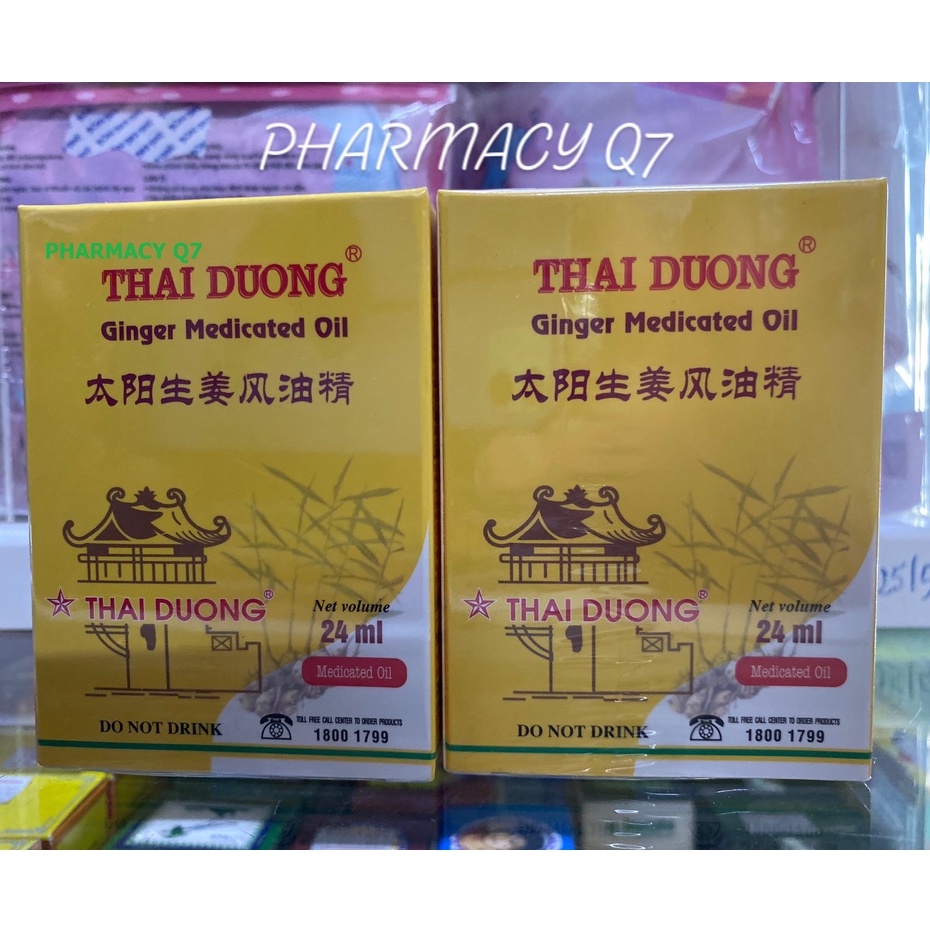 PHARMACY Q7
PHARMACY Q7
THAI DUONG®
Ginger Medicated Oil
太阳生姜风油精
THAI DUONG®
Net volume
24 ml
Medicated Oil
DO NOT DRINK
TOLL FREE CALL CENTER TO ORDER PRODUCTS
1800 1799
THAI DUONG®
Ginger Medicated Oil
太阳生姜风油精
THAI DUONG®
Net volume
24 ml
Medicated Oil
DO NOT DRINK
TOLL FREE CALL CENTER TO ORDER PRODUCTS
1800 1799